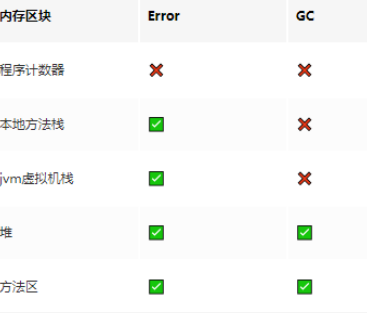 内存区块 Error GC
程序计数器 ❌ ❌
本地方法栈 ✅ ❌
jvm虚拟机栈 ✅ ❌
堆 ✅ ✅
方法区 ✅ ✅